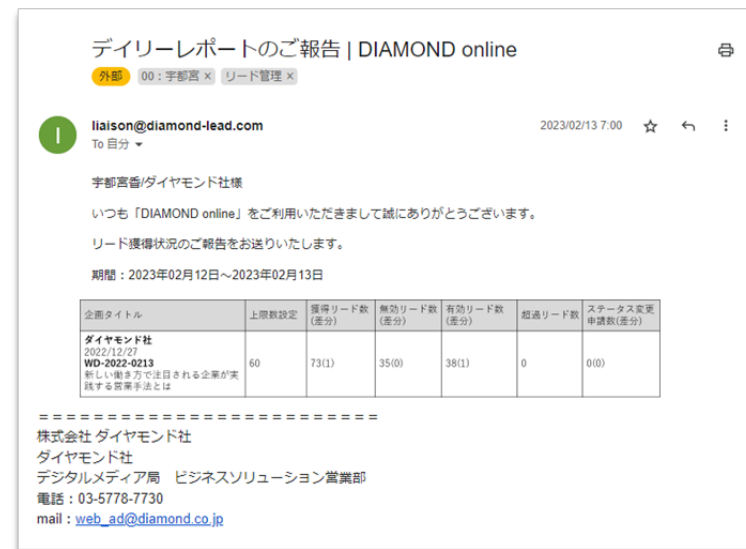 デイリーレポートのご報告 | DIAMOND online
外部 00：宇都宮 × リード管理 ×
I
liaison@diamond-lead.com 2023/02/13 7:00
To 自分
宇都宮香/ダイヤモンド社様
いつも「DIAMOND online」をご利用いただきまして誠にありがとうございます。
リード獲得状況のご報告をお送りいたします。
期間：2023年02月12日～2023年02月13日
企画タイトル 上限数設定 獲得リード数(差分) 無効リード数(差分) 有効リード数(差分) 超過リード数 ステータス変更申請数(差分)
ダイヤモンド社
2022/12/27
WD-2022-0213 60 73(1) 35(0) 38(1) 0 0(0)
新しい働き方で注目される企業が実
践する営業手法とは
＝＝＝＝＝＝＝＝＝＝＝＝＝＝＝＝＝＝＝＝＝＝＝＝＝
株式会社 ダイヤモンド社
ダイヤモンド社
デジタルメディア局　ビジネスソリューション営業部
電話：03-5778-7730
mail：web_ad@diamond.co.jp